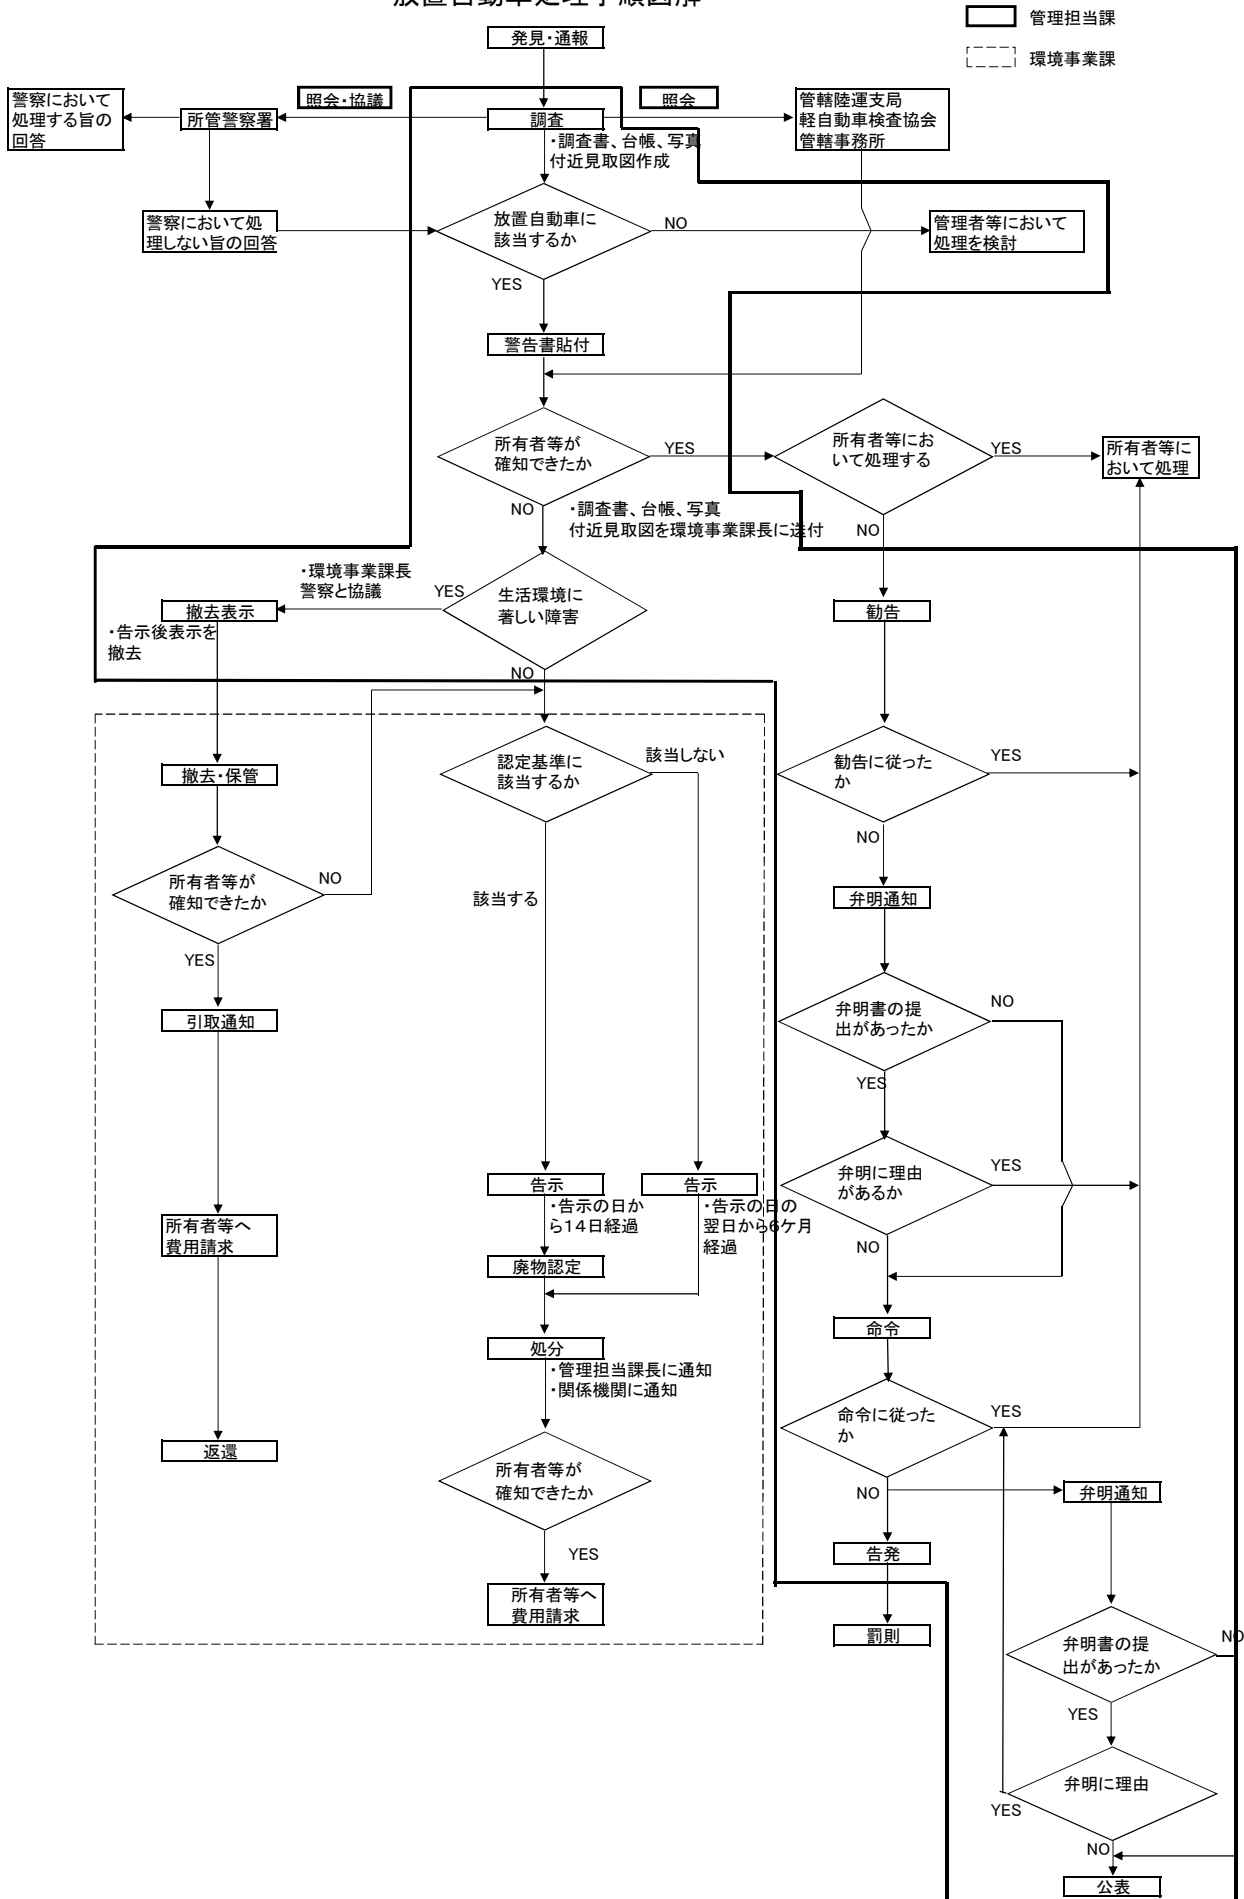 放置自動車処理手順図解
管理担当課
環境事業課
発見・通報
照会・協議
照会
警察において
処理する旨の
回答
所管警察署
調査
管轄陸運支局
軽自動車検査協会
管轄事務所
・調査書、台帳、写真
付近見取図作成
警察において処
理しない旨の回答
放置自動車に
該当するか
NO
管理者等において
処理を検討
YES
警告書貼付
所有者等が
確知できたか
YES
所有者等にお
いて処理する
YES
所有者等に
おいて処理
NO
・調査書、台帳、写真
付近見取図を環境事業課長に送付
NO
・環境事業課長
警察と協議
YES
生活環境に
著しい障害
撤去表示
・告示後表示を
撤去
勧告
NO
認定基準に
該当するか
該当しない
勧告に従った
か
YES
撤去・保管
NO
所有者等が
確知できたか
NO
該当する
弁明通知
YES
引取通知
弁明書の提
出があったか
NO
YES
弁明に理由
があるか
YES
告示
告示
・告示の日か
ら14日経過
・告示の日の
翌日から6ケ月
経過
所有者等へ
費用請求
NO
廃物認定
命令
処分
・管理担当課長に通知
・関係機関に通知
命令に従った
か
YES
返還
所有者等が
確知できたか
NO
弁明通知
YES
告発
所有者等へ
費用請求
罰則
弁明書の提
出があったか
NO
YES
弁明に理由
YES
NO
公表